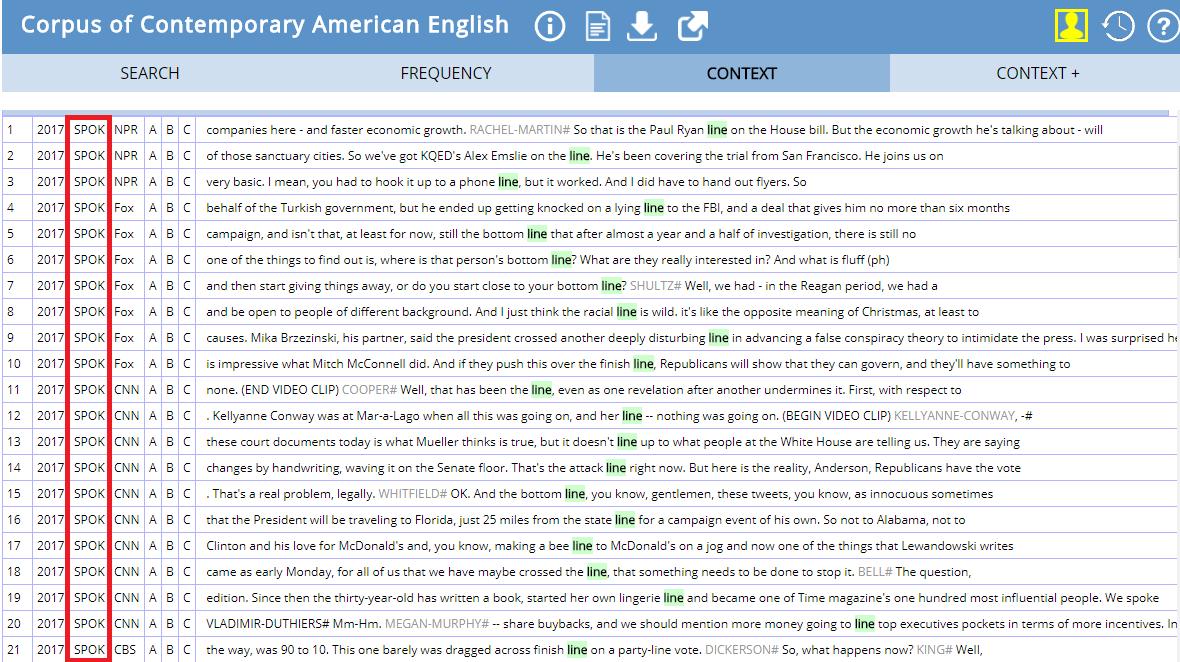 Corpus of Contemporary American English
SEARCH FREQUENCY CONTEXT CONTEXT +
1 2017 SPOK NPR A B C companies here - and faster economic growth. RACHEL-MARTIN# So that is the Paul Ryan line on the House bill. But the economic growth he's talking about - will
2 2017 SPOK NPR A B C of those sanctuary cities. So we've got KQED's Alex Emslie on the line. He's been covering the trial from San Francisco. He joins us on
3 2017 SPOK NPR A B C very basic. I mean, you had to hook it up to a phone line, but it worked. And I did have to hand out flyers. So
4 2017 SPOK Fox A B C behalf of the Turkish government, but he ended up getting knocked on a lying line to the FBI, and a deal that gives him no more than six months
5 2017 SPOK Fox A B C campaign, and isn't that, at least for now, still the bottom line that after almost a year and a half of investigation, there is still no
6 2017 SPOK Fox A B C one of the things to find out is, where is that person's bottom line? What are they really interested in? And what is fluff (ph)
7 2017 SPOK Fox A B C and then start giving things away, or do you start close to your bottom line? SHULTZ# Well, we had - in the Reagan period, we had a
8 2017 SPOK Fox A B C and be open to people of different background. And I just think the racial line is wild. it's like the opposite meaning of Christmas, at least to
9 2017 SPOK Fox A B C causes. Mika Brzezinski, his partner, said the president crossed another deeply disturbing line in advancing a false conspiracy theory to intimidate the press. I was surprised he
10 2017 SPOK Fox A B C is impressive what Mitch McConnell did. And if they push this over the finish line, Republicans will show that they can govern, and they'll have something to
11 2017 SPOK CNN A B C none. (END VIDEO CLIP) COOPER# Well, that has been the line, even as one revelation after another undermines it. First, with respect to
12 2017 SPOK CNN A B C . Kellyanne Conway was at Mar-a-Lago when all this was going on, and her line -- nothing was going on. (BEGIN VIDEO CLIP) KELLYANNE-CONWAY, -#
13 2017 SPOK CNN A B C these court documents today is what Mueller thinks is true, but it doesn't line up to what people at the White House are telling us. They are saying
14 2017 SPOK CNN A B C changes by handwriting, waving it on the Senate floor. That's the attack line right now. But here is the reality, Anderson, Republicans have the vote
15 2017 SPOK CNN A B C . That's a real problem, legally. WHITFIELD# OK. And the bottom line, you know, gentlemen, these tweets, you know, as innocuous sometimes
16 2017 SPOK CNN A B C that the President will be traveling to Florida, just 25 miles from the state line for a campaign event of his own. So not to Alabama, not to
17 2017 SPOK CNN A B C Clinton and his love for McDonald's and, you know, making a bee line to McDonald's on a jog and now one of the things that Lewandowski writes
18 2017 SPOK CNN A B C came as early Monday, for all of us that we have maybe crossed the line, that something needs to be done to stop it. BELL# The question,
19 2017 SPOK CNN A B C edition. Since then the thirty-year-old has written a book, started her own lingerie line and became one of Time magazine's one hundred most influential people. We spoke
20 2017 SPOK CNN A B C VLADIMIR-DUTHIERS# Mm-Hm. MEGAN-MURPHY# -- share buybacks, and we should mention more money going to line top executives pockets in terms of more incentives. In
21 2017 SPOK CBS A B C the way, was 90 to 10. This one barely was dragged across finish line on a party-line vote. DICKERSON# So, what happens now? KING# Well,